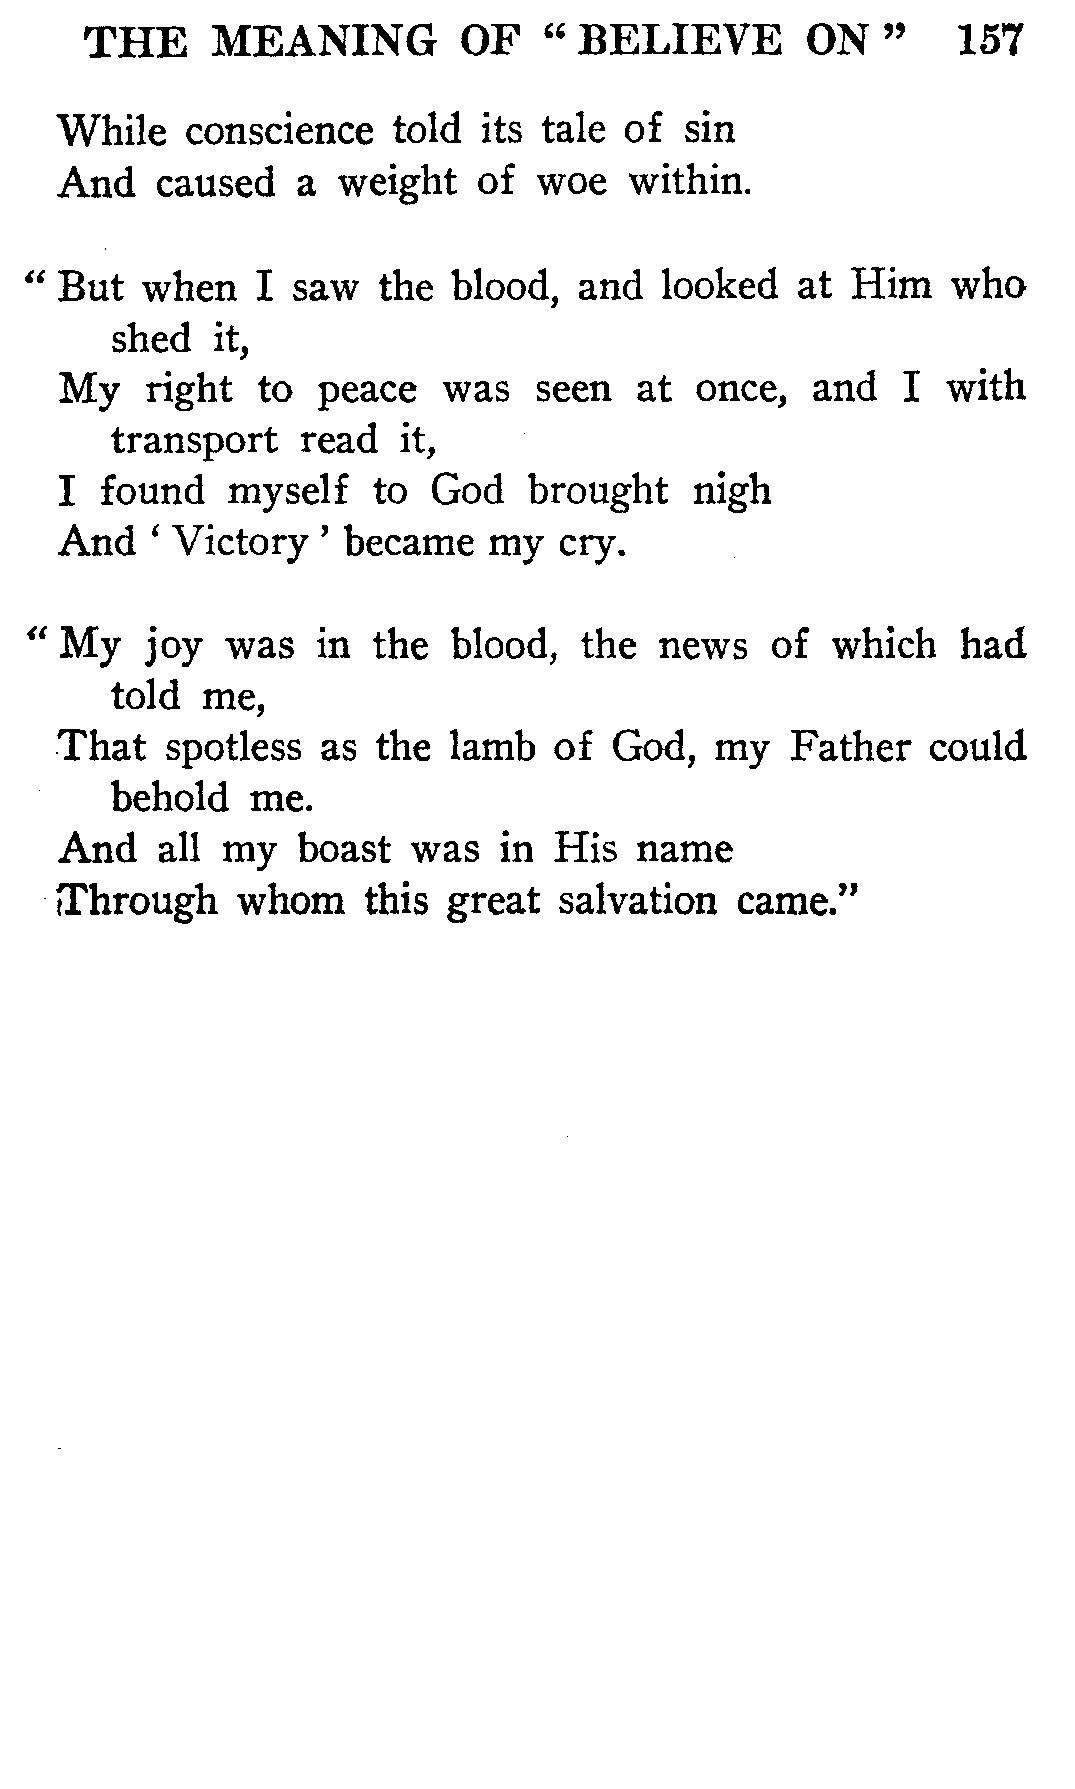 THE MEANING OF “ BELIEVE ON ” 157
While conscience told its tale of sin
And caused a weight of woe within.
“ But when I saw the blood, and looked at Him who
shed it,
My right to peace was seen at once, and I with
transport read it,
I found myself to God brought nigh
And ‘ Victory ’ became my cry.
“ My joy was in the blood, the news of which had
told me,
That spotless as the lamb of God, my Father could
behold me.
And all my boast was in His name
Through whom this great salvation came.”